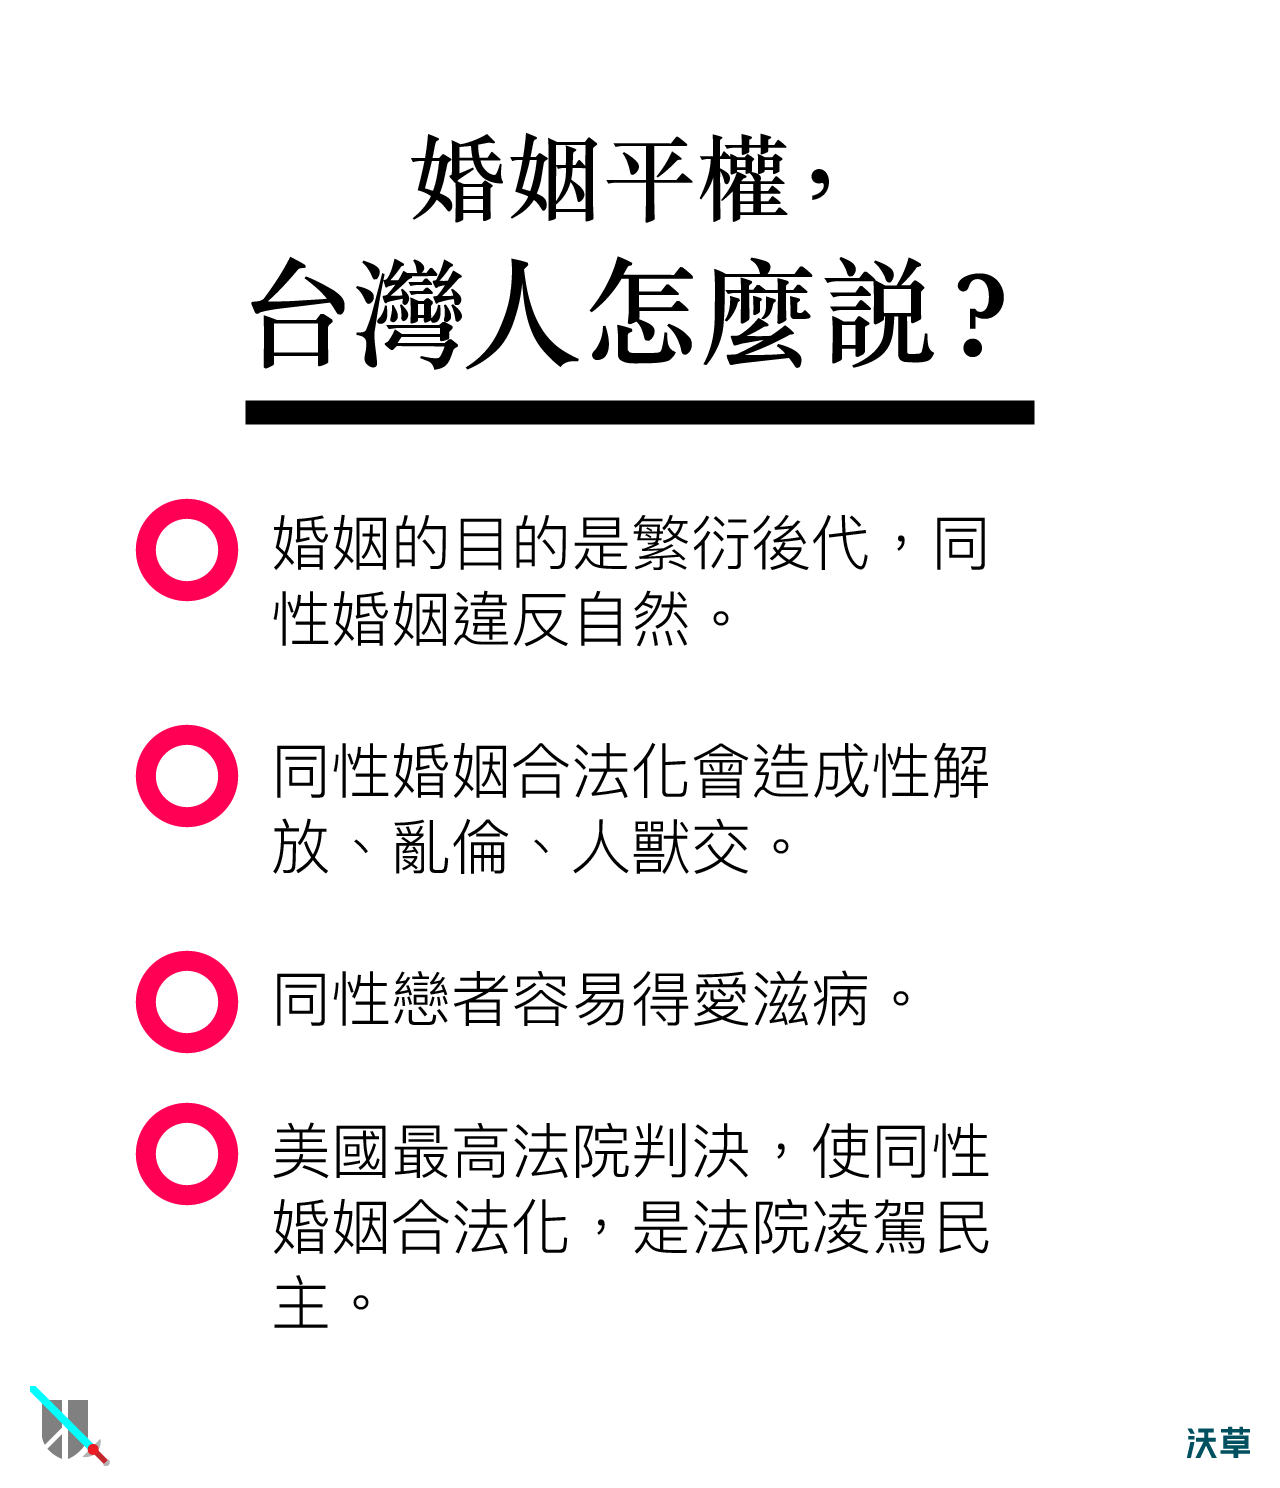 婚姻平權，
台灣人怎麼説？
婚姻的目的是繁衍後代，同
性婚姻違反自然。
同性婚姻合法化會造成性解
放、亂倫、人獸交。
同性戀者容易得愛滋病。
美國最高法院判決，使同性
婚姻合法化，是法院凌駕民
主。
沃草